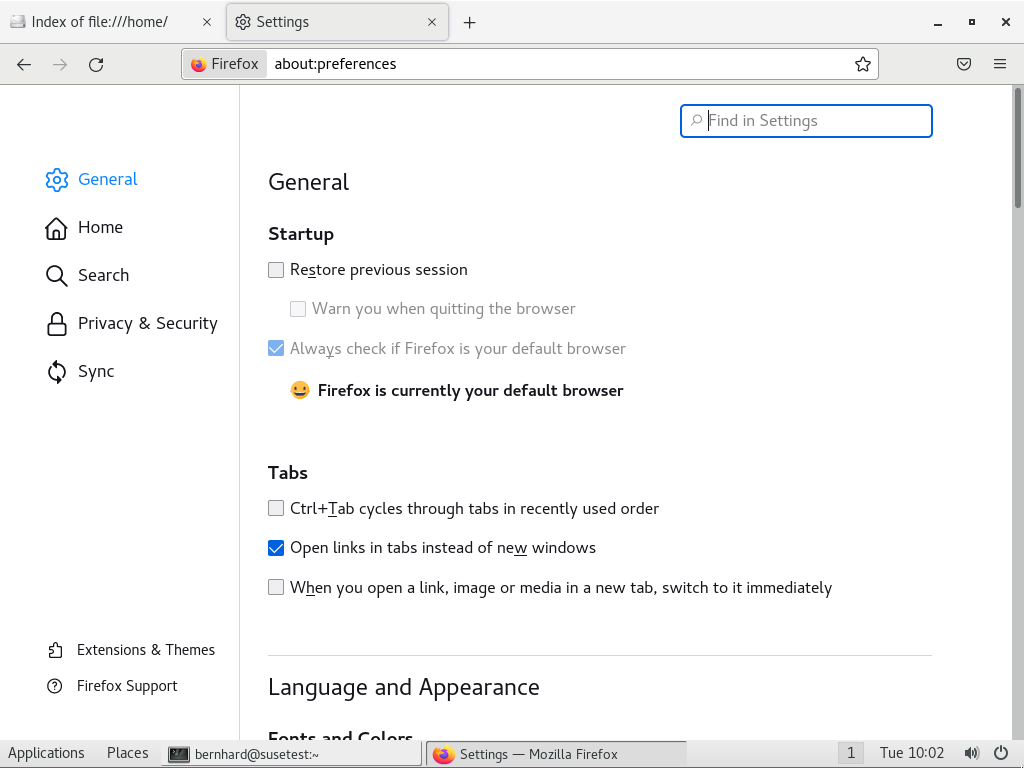 Index of file:///home/
Settings
Firefox about:preferences
Find in Settings
General
Home
Search
Privacy & Security
Sync
Extensions & Themes
Firefox Support
General
Startup
Restore previous session
Warn you when quitting the browser
Always check if Firefox is your default browser
Firefox is currently your default browser
Tabs
Ctrl+Tab cycles through tabs in recently used order
Open links in tabs instead of new windows
When you open a link, image or media in a new tab, switch to it immediately
Language and Appearance
Fonts and Colors
Applications Places bernhard@susetest:~ Settings — Mozilla Firefox 1 Tue 10:02